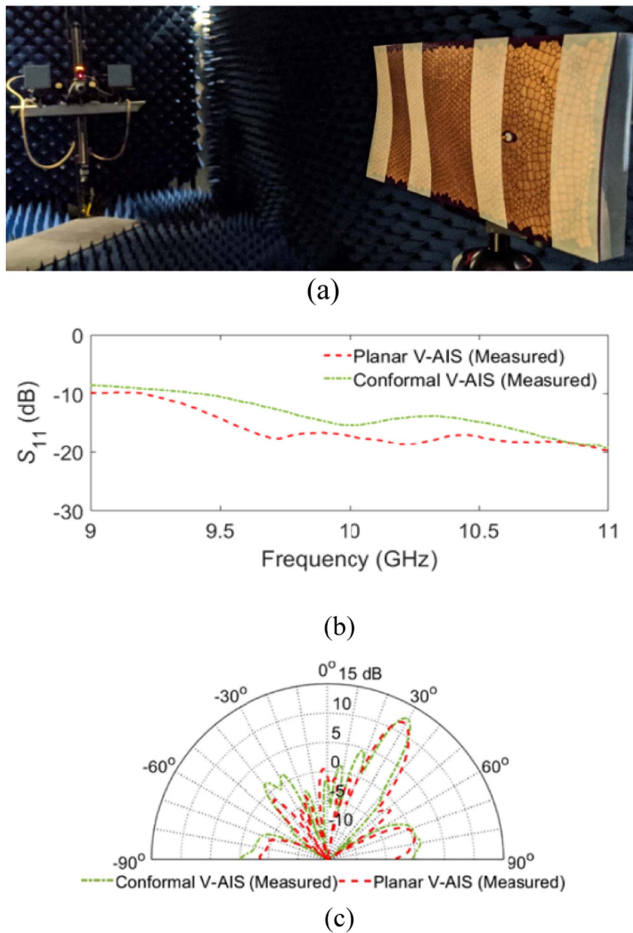 (a)
0
-10
-20
-30
S11 (dB)
Planar V-AIS (Measured)
Conformal V-AIS (Measured)
9 9.5 10 10.5 11
Frequency (GHz)
(b)
0° 15 dB
-30° 10 30°
5
-60° 0 60°
-10
-90° 90°
Conformal V-AIS (Measured) Planar V-AIS (Measured)
(c)